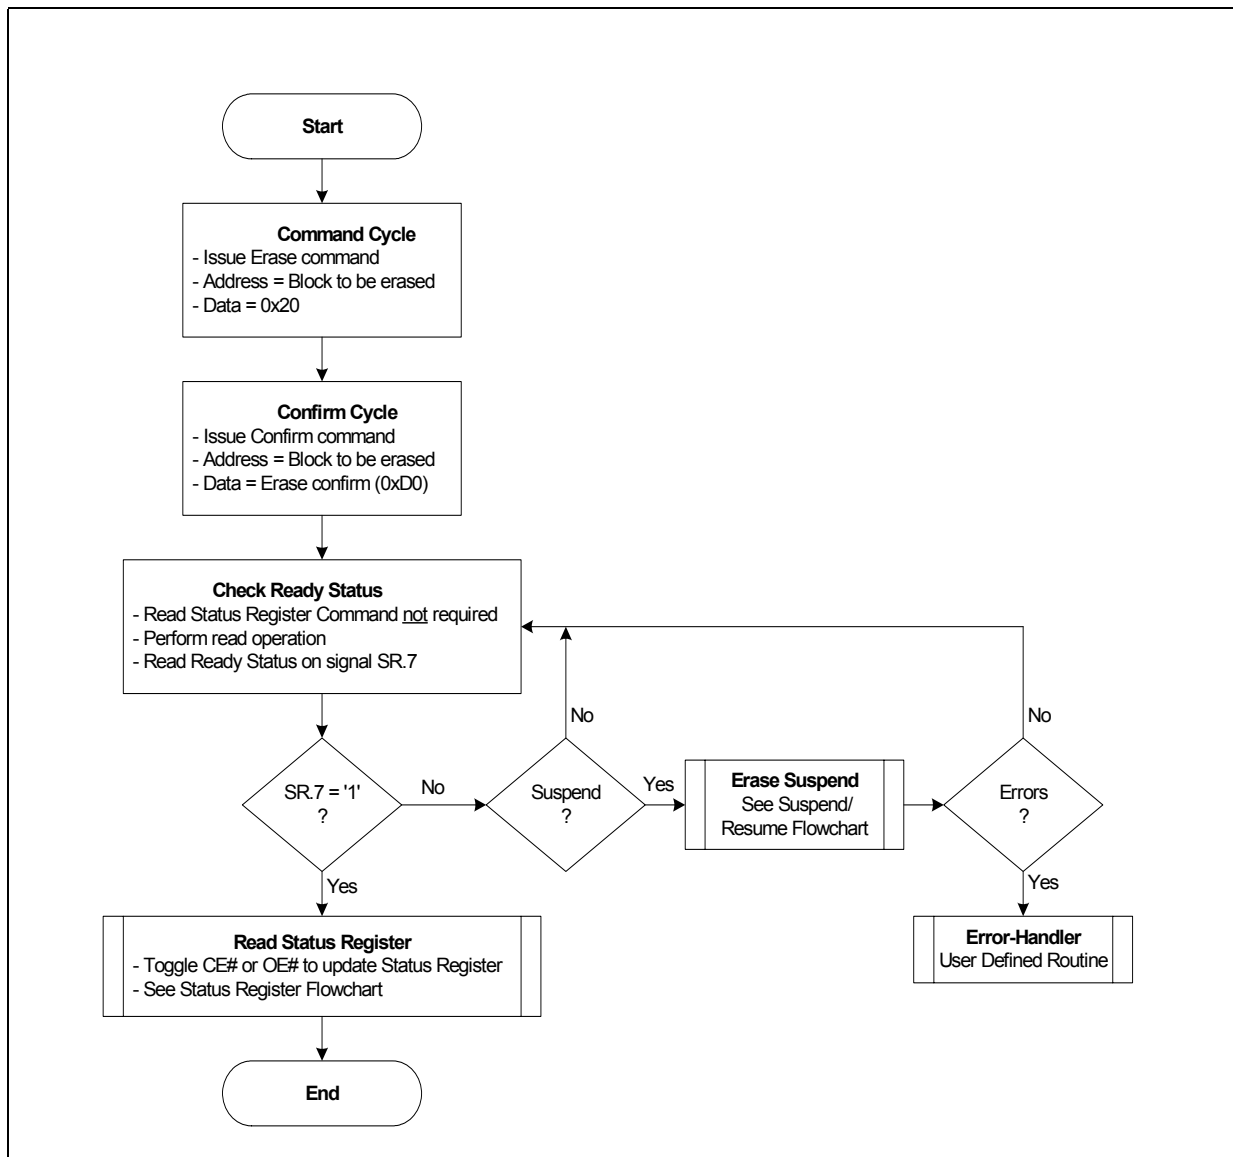 Start
Command Cycle
- Issue Erase command
- Address = Block to be erased
- Data = 0x20
Confirm Cycle
- Issue Confirm command
- Address = Block to be erased
- Data = Erase confirm (0xD0)
Check Ready Status
- Read Status Register Command not required
- Perform read operation
- Read Ready Status on signal SR.7
No
No
SR.7 = '1'
?
No
Suspend
?
Yes
Erase Suspend
See Suspend/
Resume Flowchart
Errors
?
Yes
Yes
Read Status Register
- Toggle CE# or OE# to update Status Register
- See Status Register Flowchart
Error-Handler
User Defined Routine
End